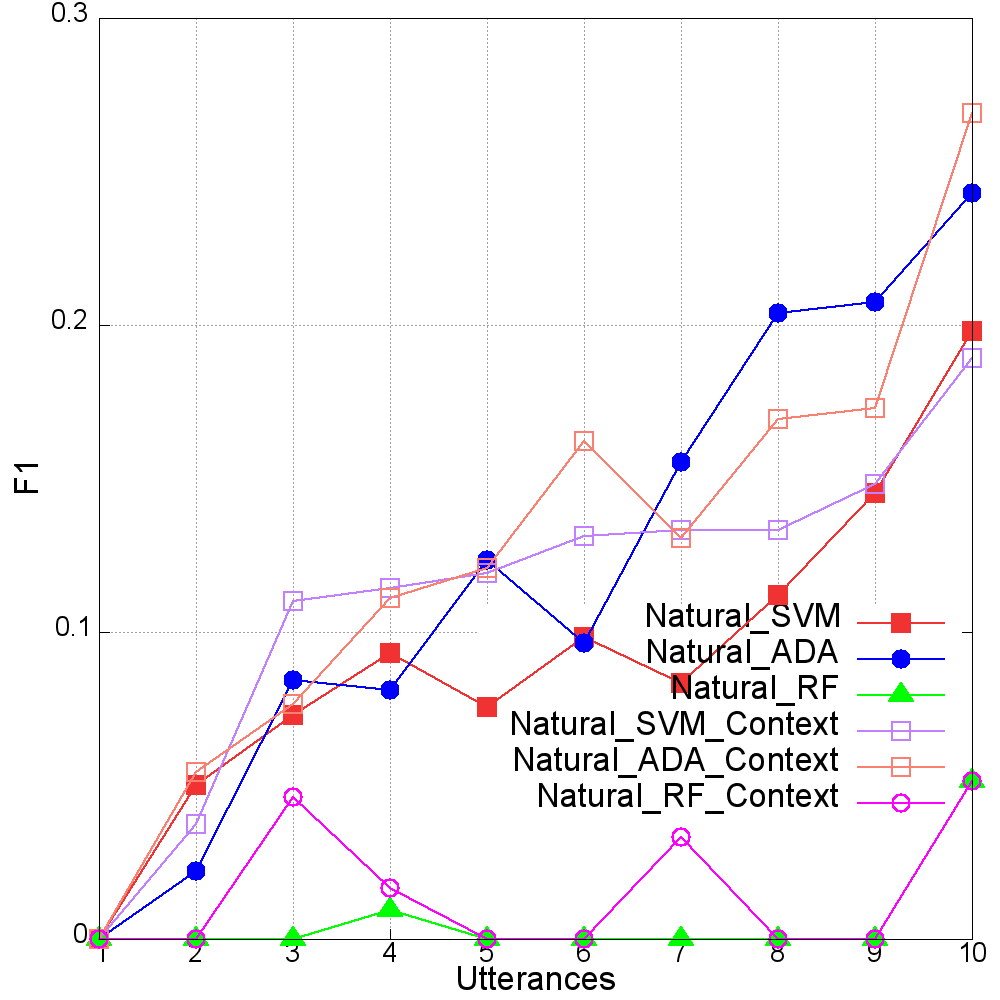 0.3
0.2
F1
0.1
Natural_SVM
Natural_ADA
Natural_RF
Natural_SVM_Context
Natural_ADA_Context
Natural_RF_Context
0
1 2 3 4 5 6 7 8 9 10
Utterances